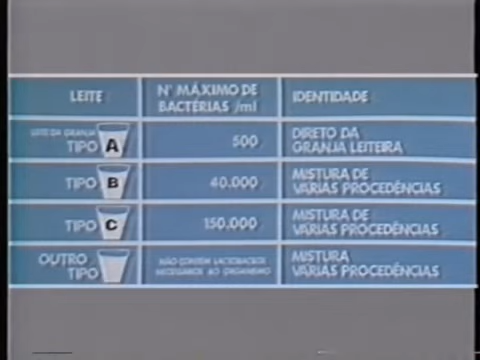 LEITE
Nº MÁXIMO DE
BACTÉRIAS /ml
IDENTIDADE
LEITE DA GRANJA
TIPO A
500
DIRETO DA
GRANJA LEITEIRA
TIPO B
40.000
MISTURA DE
VÁRIAS PROCEDÊNCIAS
TIPO C
150.000
MISTURA DE
VÁRIAS PROCEDÊNCIAS
OUTRO
TIPO
NÃO CONTÉM LACTOBACILOS
NECESSÁRIOS AO ORGANISMO
MISTURA
VÁRIAS PROCEDÊNCIAS